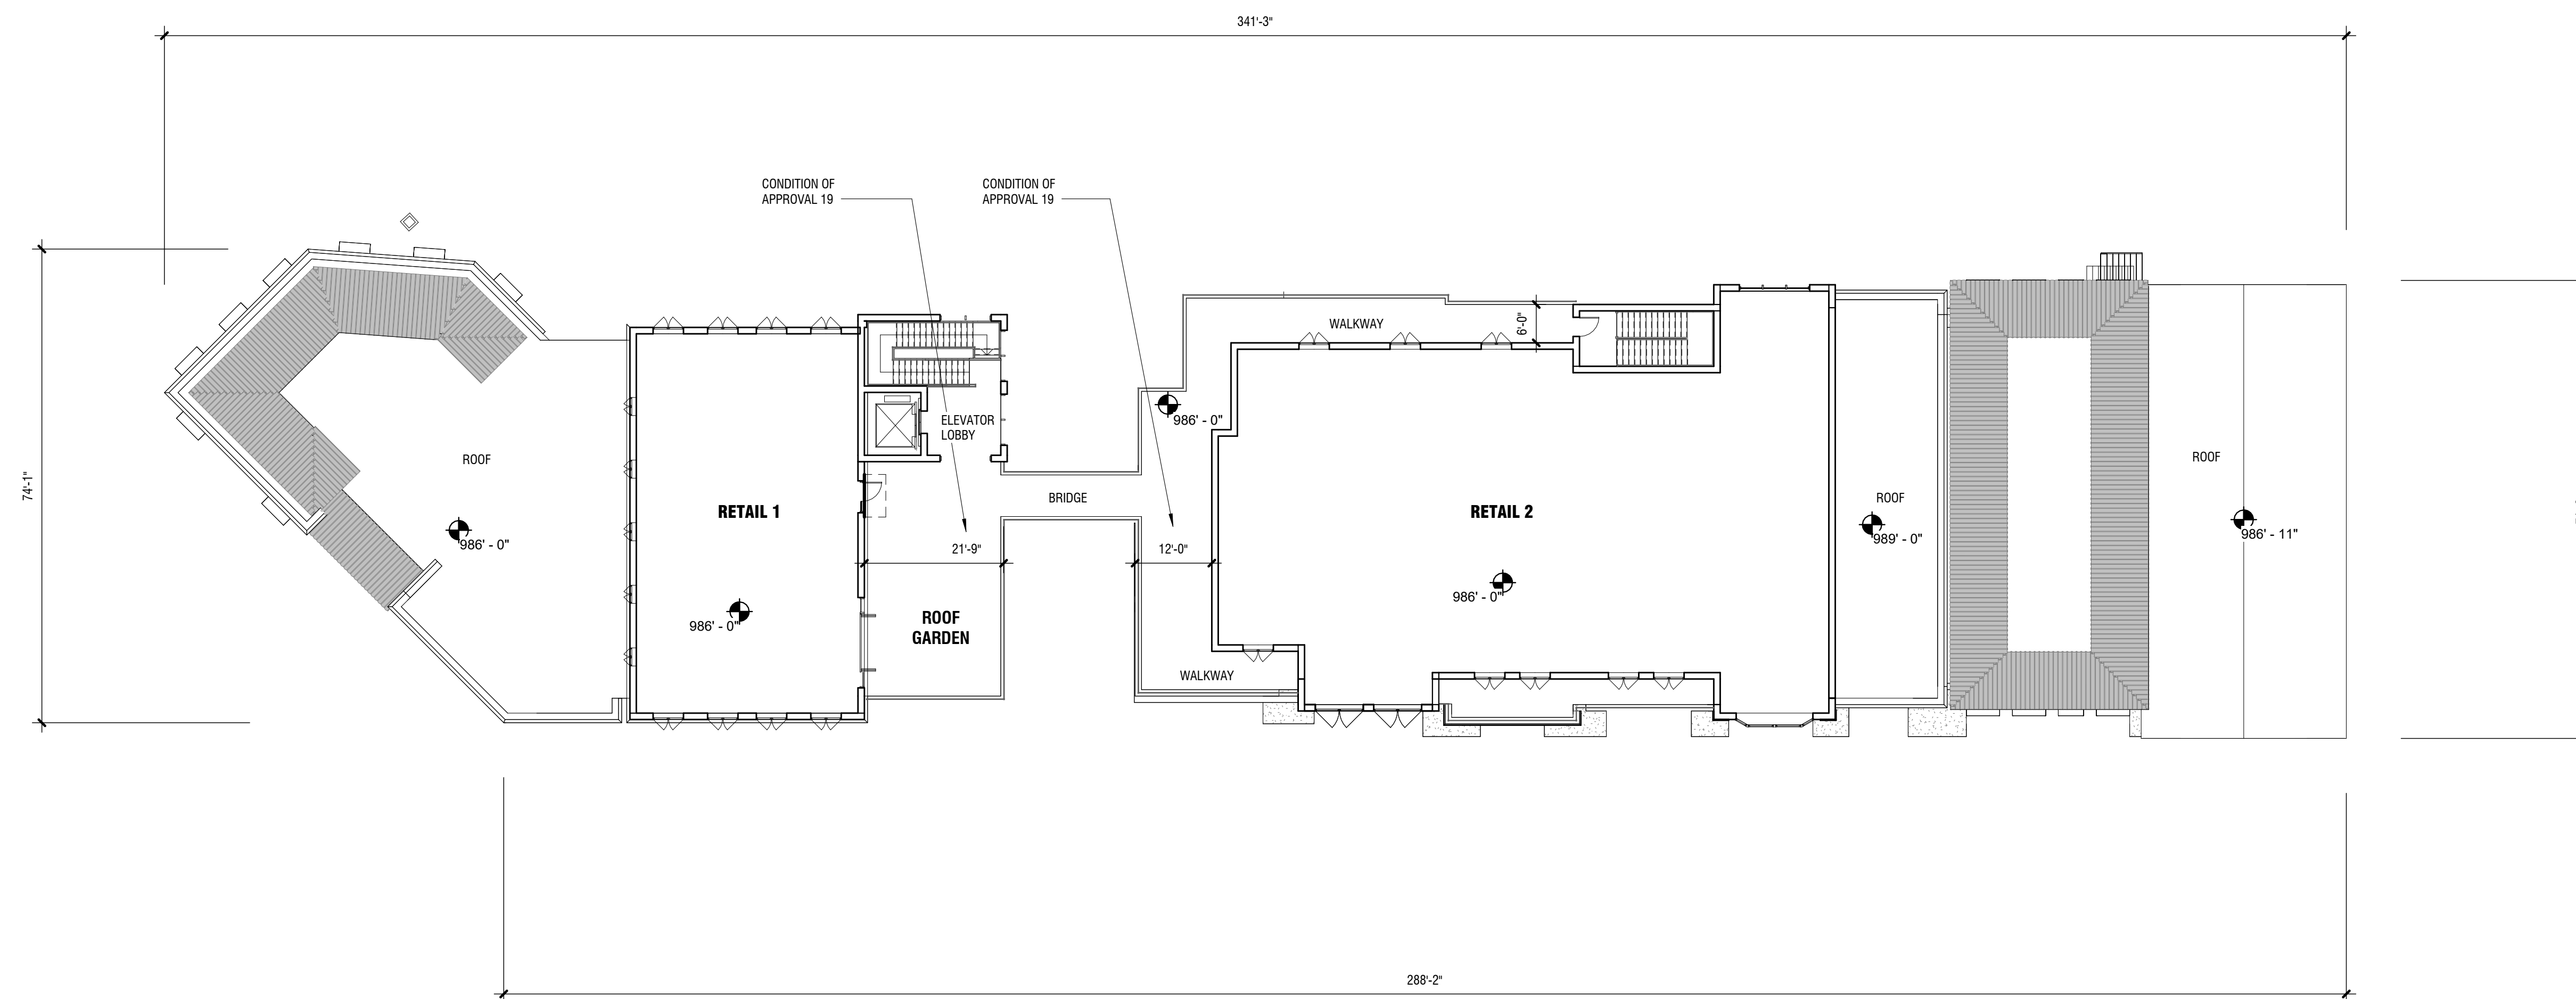 341'-3"
CONDITION OF
APPROVAL 19
CONDITION OF
APPROVAL 19
WALKWAY
6'-0"
986' - 0"
ELEVATOR
LOBBY
ROOF
ROOF
74'-1"
BRIDGE
ROOF
RETAIL 1
RETAIL 2
986' - 0"
989' - 0"
986' - 11"
21'-9"
12'-0"
986' - 0"
ROOF
GARDEN
986' - 0"
WALKWAY
288'-2"